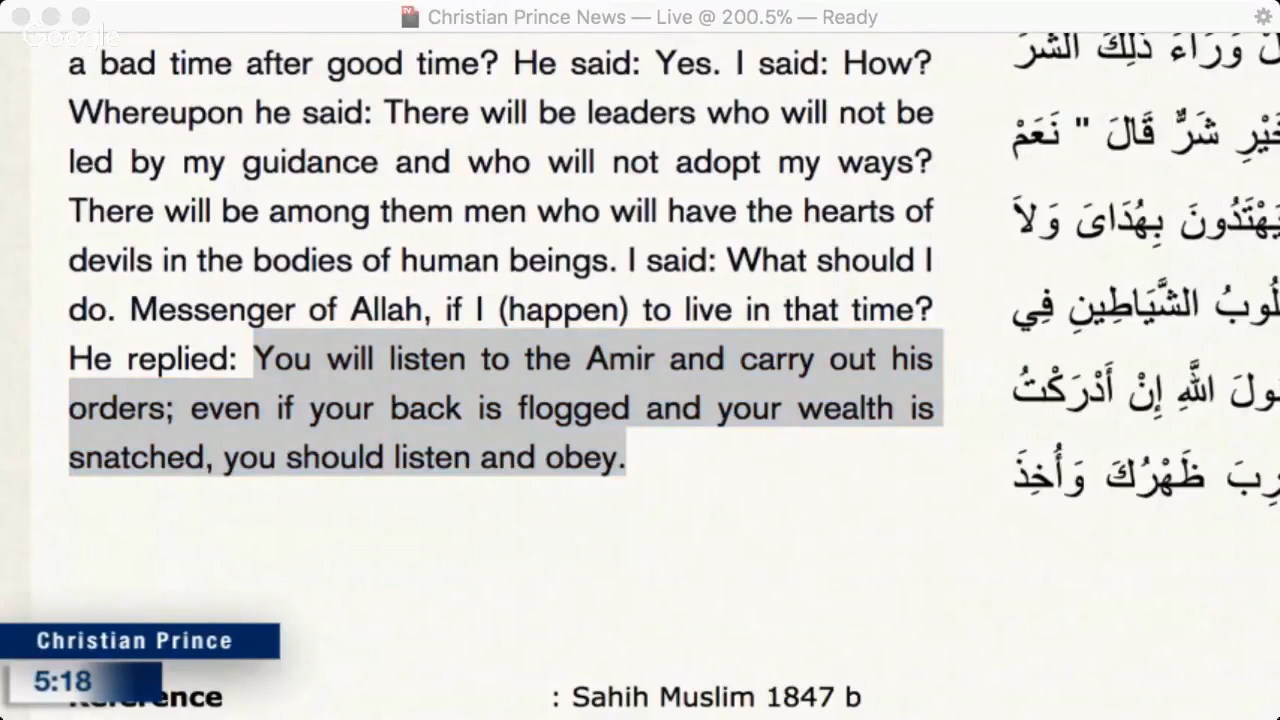 Christian Prince News — Live @ 200.5% — Ready
Google
a bad time after good time? He said: Yes. I said: How?
Whereupon he said: There will be leaders who will not be
led by my guidance and who will not adopt my ways?
There will be among them men who will have the hearts of
devils in the bodies of human beings. I said: What should I
do. Messenger of Allah, if I (happen) to live in that time?
He replied: You will listen to the Amir and carry out his
orders; even if your back is flogged and your wealth is
snatched, you should listen and obey.
وَرَاءَ ذَلِكَ الشَّرِّ
شَرٌّ قَالَ " نَعَمْ
بِهُدَاىَ وَلاَ
الشَّيَاطِينِ فِي
اللَّهِ إِنْ أَدْرَكْتُ
ظَهْرُكَ وَأُخِذَ
Christian Prince
5:18
Reference : Sahih Muslim 1847 b